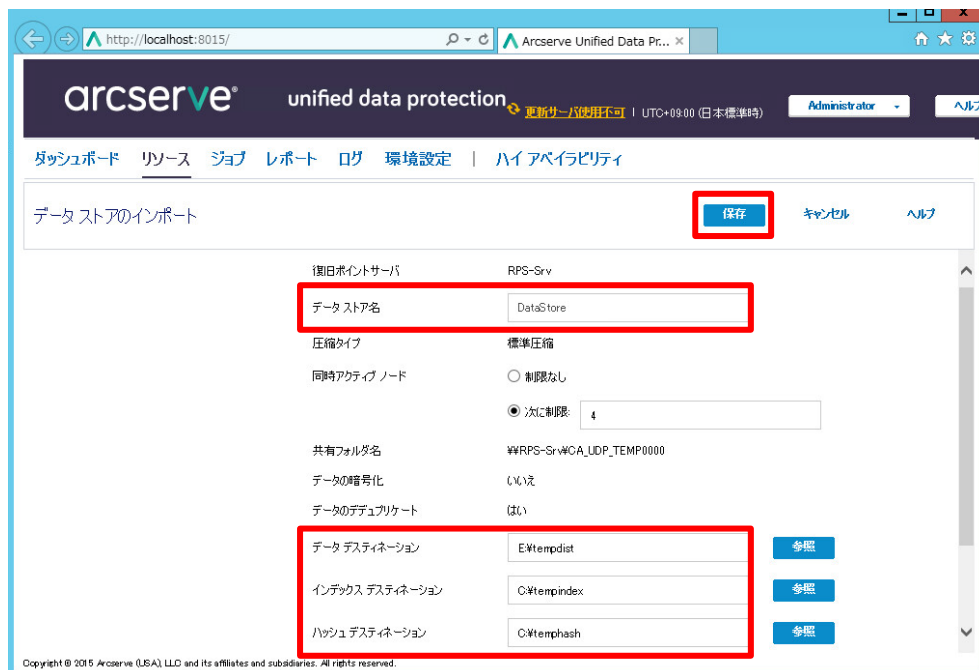 http://localhost:8015/
Arcserve Unified Data Pr...
arcserve®
unified data protection
更新サーバ使用不可 | UTC+09:00 (日本標準時)
Administrator
ダッシュボード リソース ジョブ レポート ログ 環境設定 | ハイ アベイラビリティ
データ ストアのインポート
保存 キャンセル ヘルプ
復旧ポイントサーバ RPS-Srv
データ ストア名 DataStore
圧縮タイプ 標準圧縮
同時アクティブ ノード 制限なし
次に制限: 4
共有フォルダ名 ¥¥RPS-Srv¥CA_UDP_TEMP0000
データの暗号化 いいえ
データのデデュプリケート はい
データ デスティネーション E:¥tempdist 参照
インデックス デスティネーション C:¥tempindex 参照
ハッシュ デスティネーション C:¥temphash 参照
Copyright © 2015 Arcserve (USA), LLC and its affiliates and subsidiaries. All rights reserved.